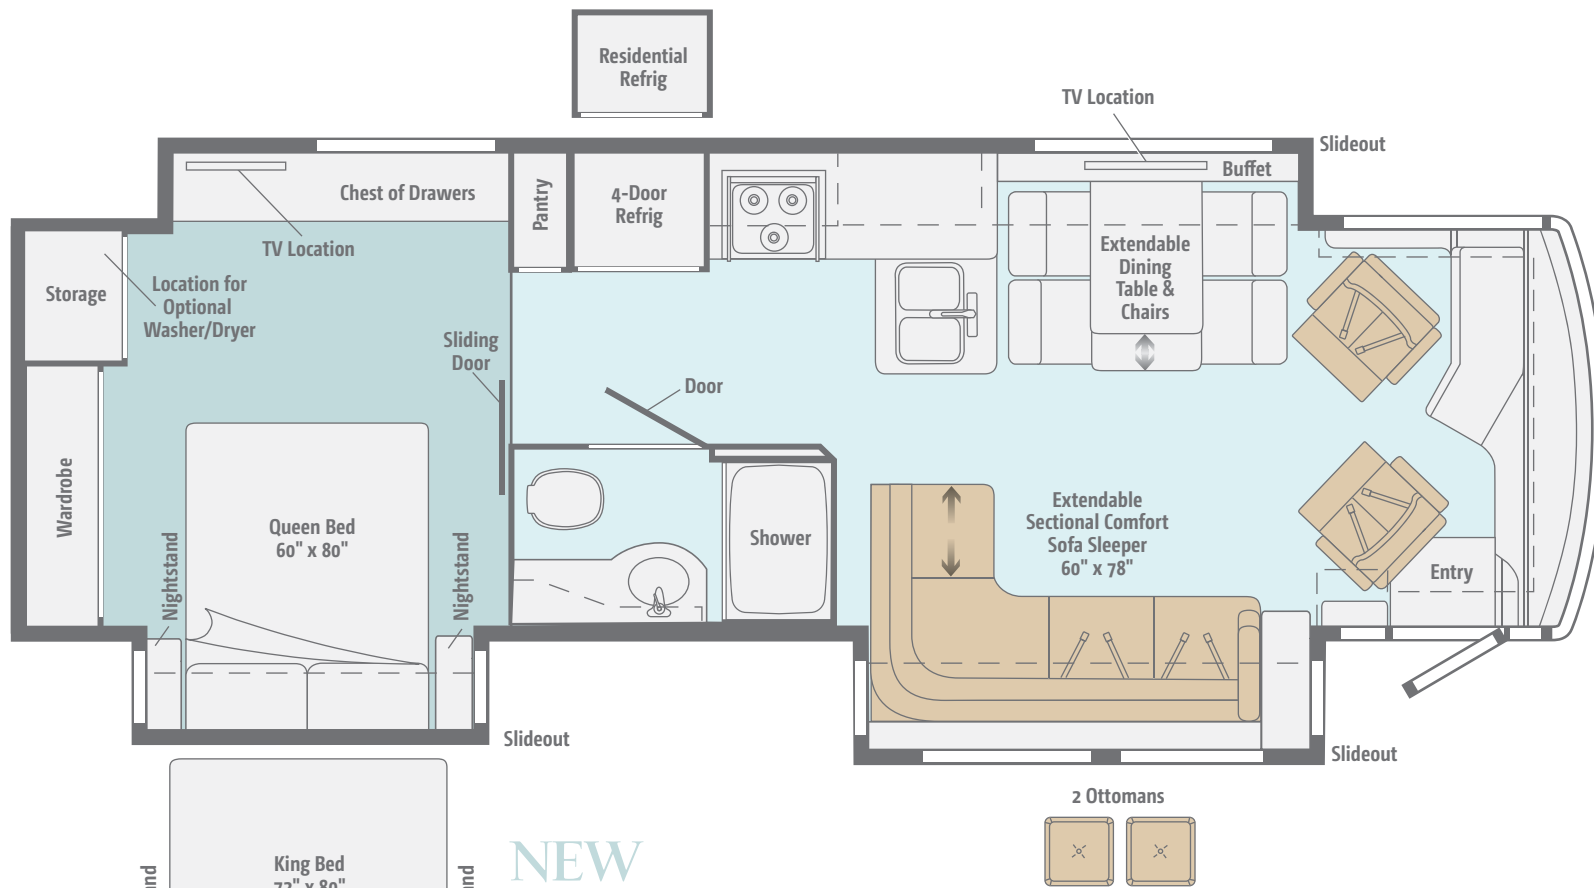 Residential
Refrig
TV Location
Slideout
Chest of Drawers
Pantry
4-Door
Refrig
Buffet
TV Location
Storage
Location for
Optional
Washer/Dryer
Extendable
Dining
Table &
Chairs
Sliding
Door
Door
Wardrobe
Nightstand
Queen Bed
60" x 80"
Nightstand
Shower
Extendable
Sectional Comfort
Sofa Sleeper
60" x 78"
Entry
Slideout
Slideout
2 Ottomans
NEW
King Bed
72" x 80"